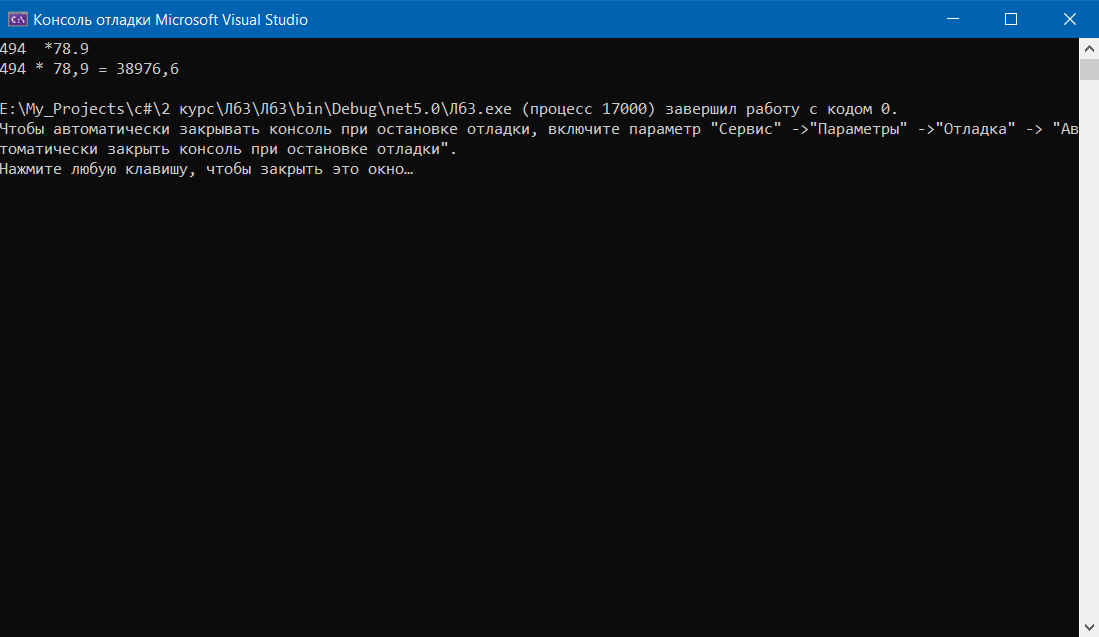 Консоль отладки Microsoft Visual Studio
494  *78.9
494 * 78,9 = 38976,6
E:\My_Projects\c#\2 курс\Лб3\Лб3\bin\Debug\net5.0\Лб3.exe (процесс 17000) завершил работу с кодом 0.
Чтобы автоматически закрывать консоль при остановке отладки, включите параметр "Сервис" ->"Параметры" ->"Отладка" -> "Ав
томатически закрыть консоль при остановке отладки".
Нажмите любую клавишу, чтобы закрыть это окно…